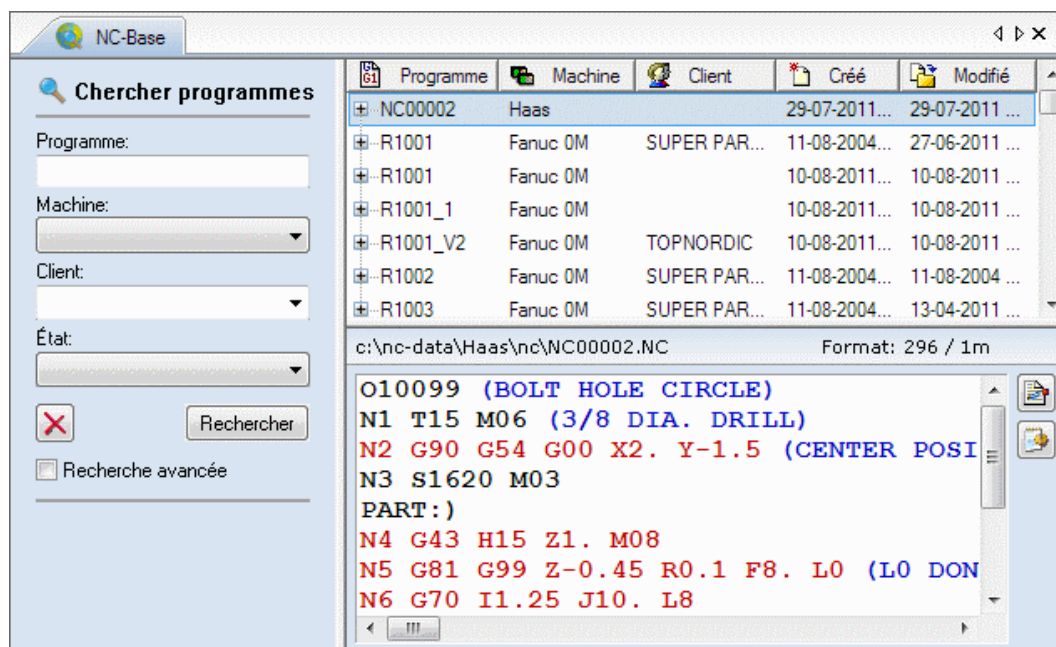 NC-Base
Chercher programmes
Programme:
Machine:
Client:
État:
Rechercher
Recherche avancée
Programme Machine Client Créé Modifié
NC00002 Haas 29-07-2011... 29-07-2011 ...
R1001 Fanuc 0M SUPER PAR... 11-08-2004... 27-06-2011 ...
R1001 Fanuc 0M 10-08-2011... 10-08-2011 ...
R1001_1 Fanuc 0M 10-08-2011... 10-08-2011 ...
R1001_V2 Fanuc 0M TOPNORDIC 10-08-2011... 10-08-2011 ...
R1002 Fanuc 0M SUPER PAR... 11-08-2004... 11-08-2004 ...
R1003 Fanuc 0M SUPER PAR... 11-08-2004... 13-04-2011 ...
c:\nc-data\Haas\nc\NC00002.NC Format: 296 / 1m
O10099 (BOLT HOLE CIRCLE)
N1 T15 M06 (3/8 DIA. DRILL)
N2 G90 G54 G00 X2. Y-1.5 (CENTER POSI
N3 S1620 M03
PART:)
N4 G43 H15 Z1. M08
N5 G81 G99 Z-0.45 R0.1 F8. L0 (L0 DON
N6 G70 I1.25 J10. L8